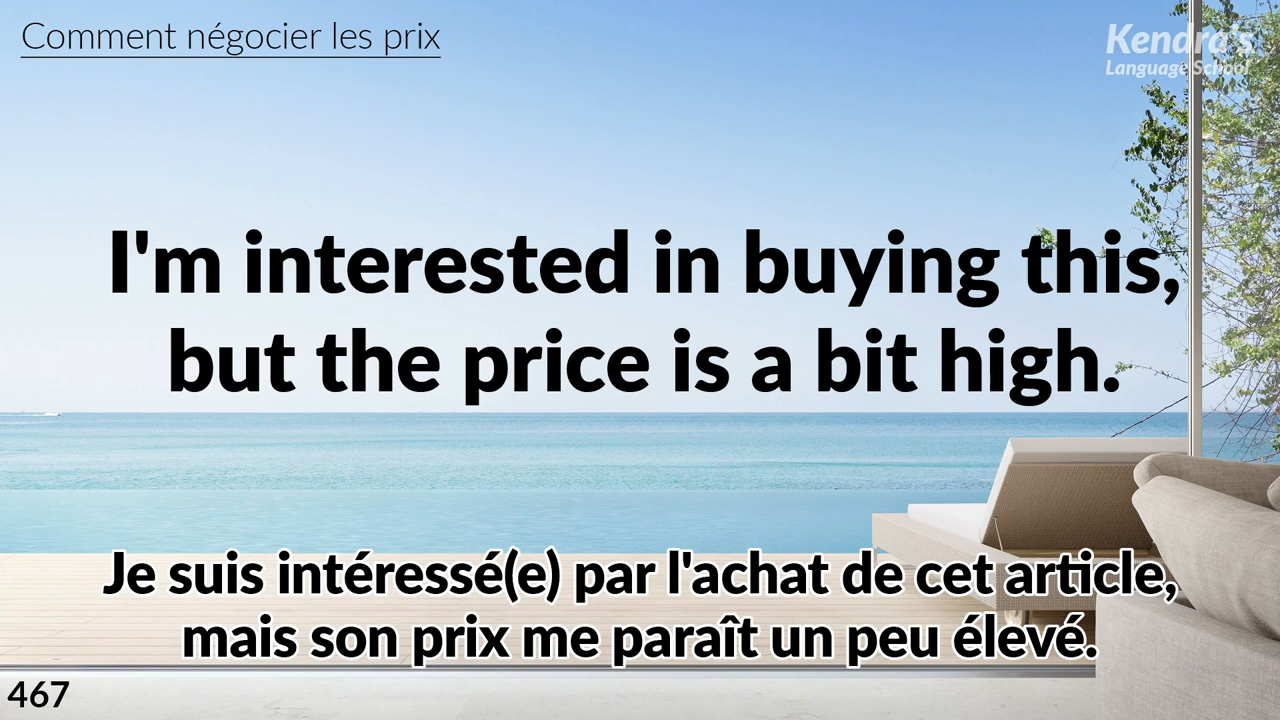 Comment négocier les prix
Kendra's
Language School
I'm interested in buying this,
but the price is a bit high.
Je suis intéressé(e) par l'achat de cet article,
mais son prix me paraît un peu élevé.
467